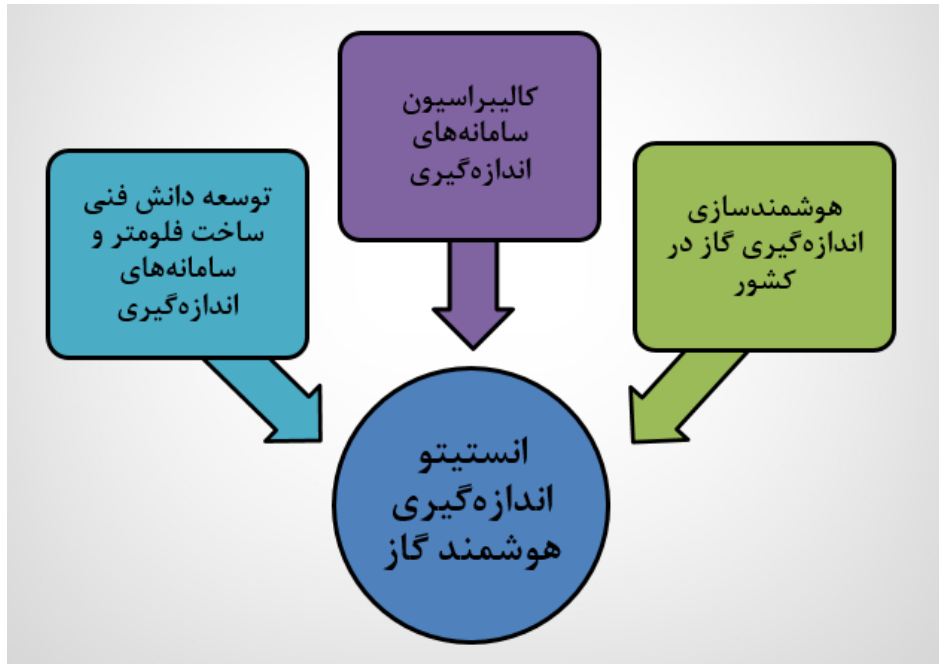 هوشمندسازی
اندازه‌گیری گاز در
کشور
کالیبراسیون
سامانه‌های
اندازه‌گیری
توسعه دانش فنی
ساخت فلومتر و
سامانه‌های
اندازه‌گیری
انستیتو
اندازه‌گیری
هوشمند گاز